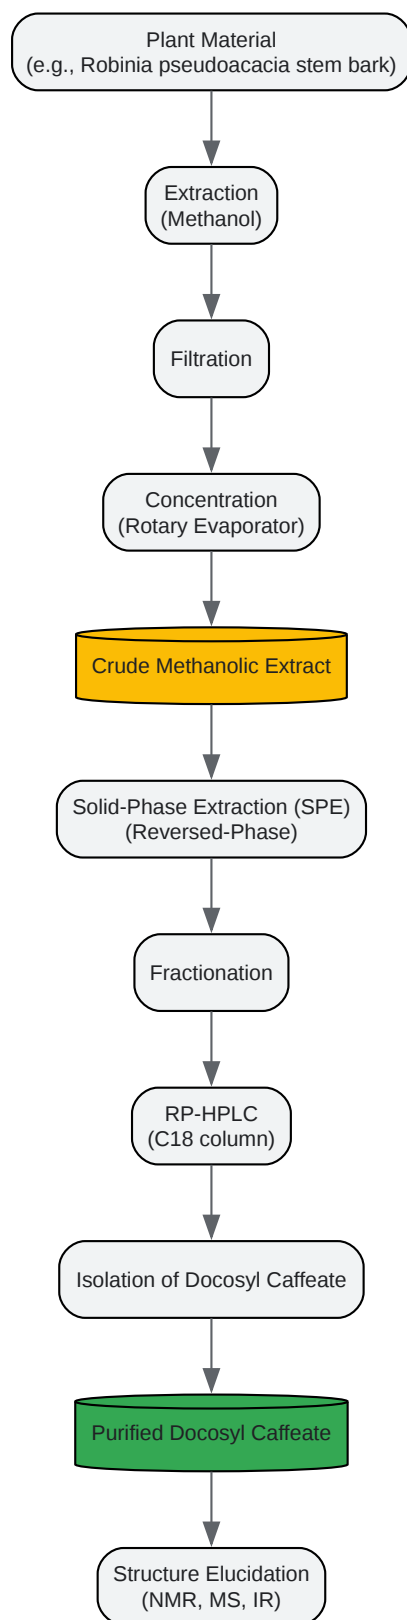 Plant Material
(e.g., Robinia pseudoacacia stem bark)
Extraction
(Methanol)
Filtration
Concentration
(Rotary Evaporator)
Crude Methanolic Extract
Solid-Phase Extraction (SPE)
(Reversed-Phase)
Fractionation
RP-HPLC
(C18 column)
Isolation of Docosyl Caffeate
Purified Docosyl Caffeate
Structure Elucidation
(NMR, MS, IR)